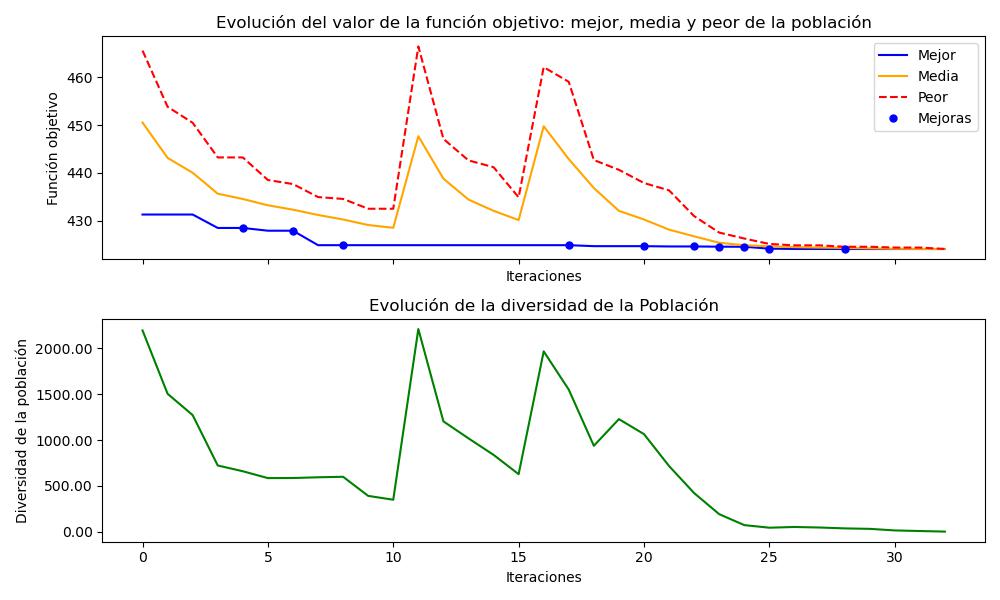 Evolución del valor de la función objetivo: mejor, media y peor de la población
Función objetivo
460
450
440
430
Mejor
Media
Peor
Mejoras
Iteraciones
Evolución de la diversidad de la Población
Diversidad de la población
2000.00
1500.00
1000.00
500.00
0.00
0 5 10 15 20 25 30
Iteraciones